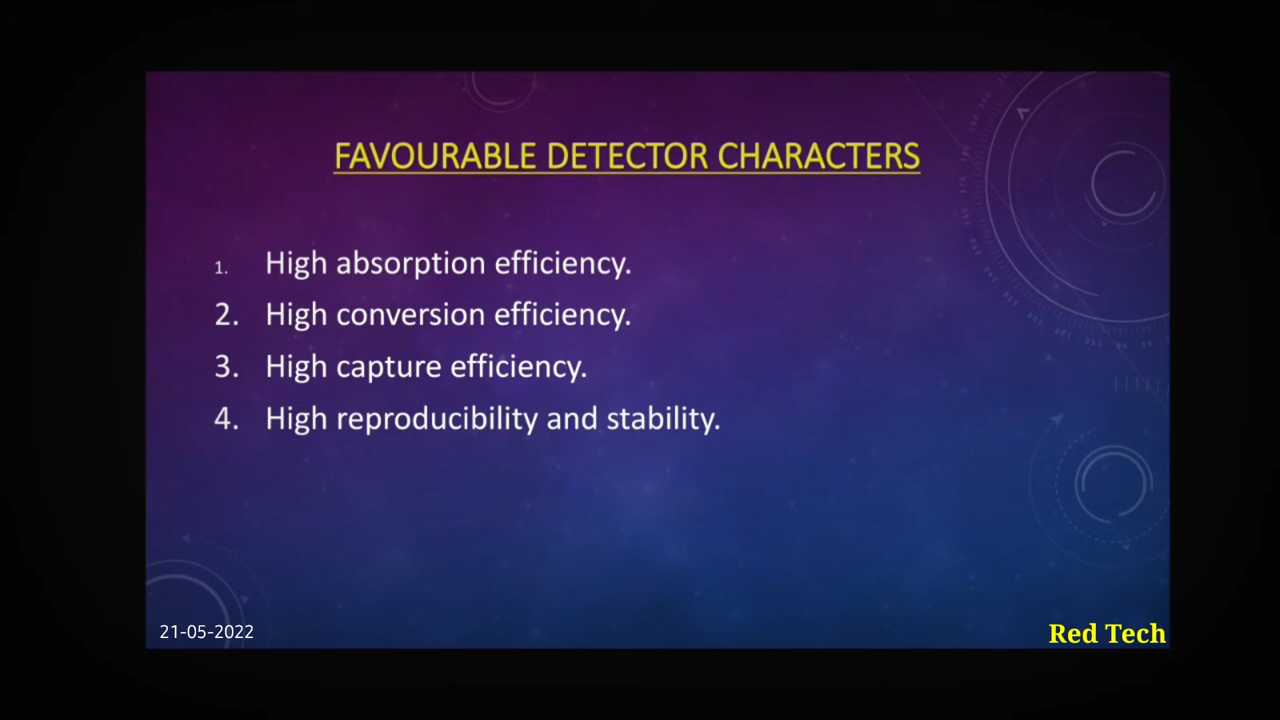 FAVOURABLE DETECTOR CHARACTERS
1. High absorption efficiency.
2. High conversion efficiency.
3. High capture efficiency.
4. High reproducibility and stability.
21-05-2022
Red Tech